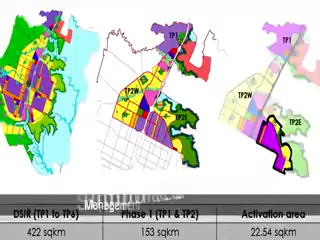 TP1
TP1
TP2W
TP2W
TP2E
TP2E
Management
DSIR (TP1 to TP6) Phase 1 (TP1 & TP2) Activation area
422 sqkm 153 sqkm 22.54 sqkm